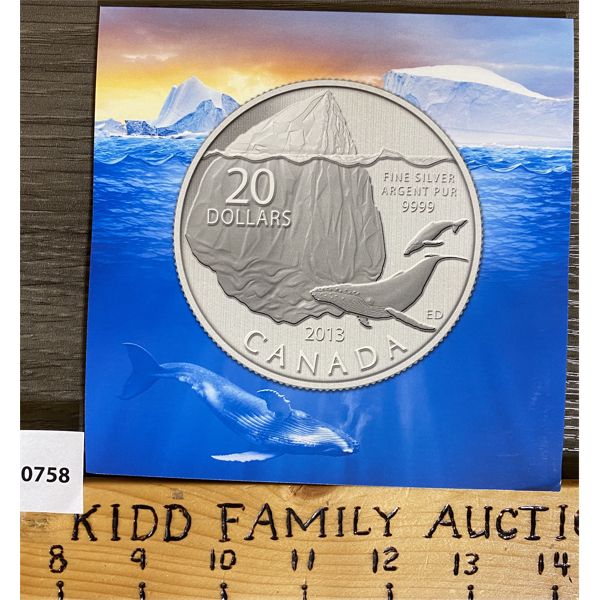 20
DOLLARS
FINE SILVER
ARGENT PUR
9999
ED
2013
CANADA
0758
KIDD FAMILY
8 9 10 11 12 13 14